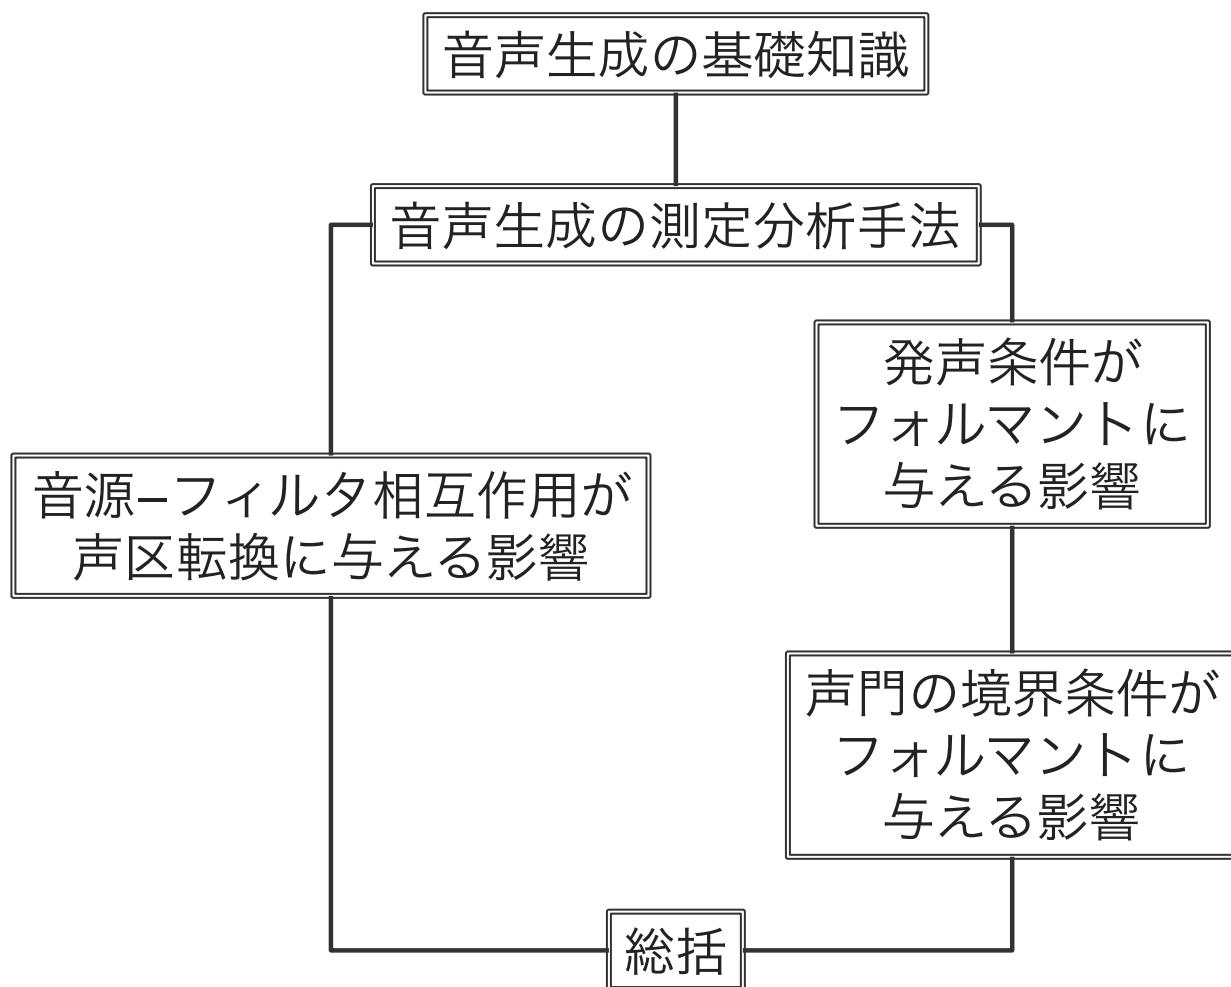 音声生成の基礎知識
音声生成の測定分析手法
発声条件が
フォルマントに
与える影響
音源–フィルタ相互作用が
声区転換に与える影響
声門の境界条件が
フォルマントに
与える影響
総括